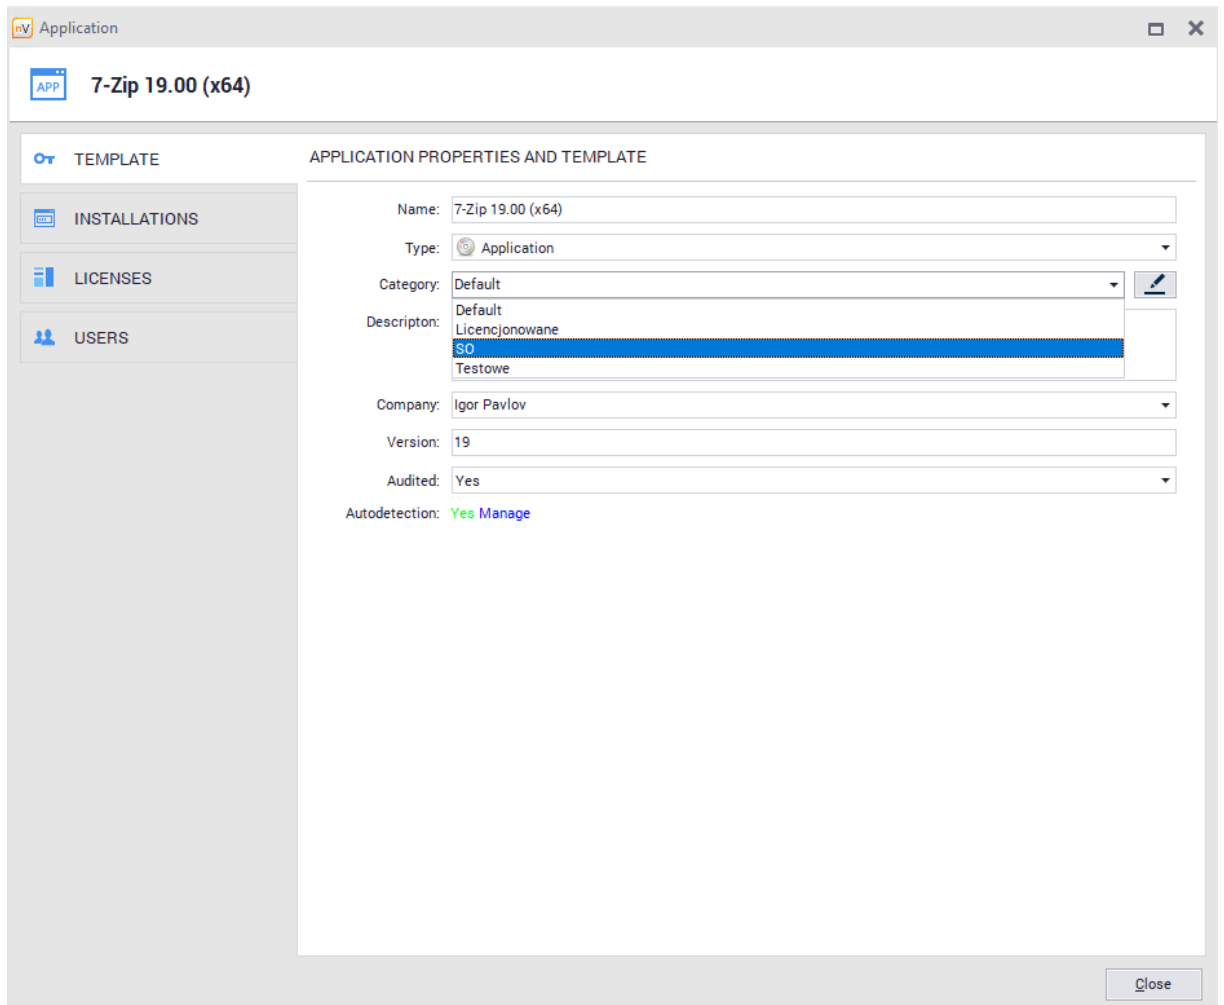 nV Application
APP 7-Zip 19.00 (x64)
TEMPLATE
INSTALLATIONS
LICENSES
USERS
APPLICATION PROPERTIES AND TEMPLATE
Name: 7-Zip 19.00 (x64)
Type: Application
Category: Default
Default
Licencjonowane
SO
Testowe
Descripton:
Company: Igor Pavlov
Version: 19
Audited: Yes
Autodetection: Yes Manage
Close